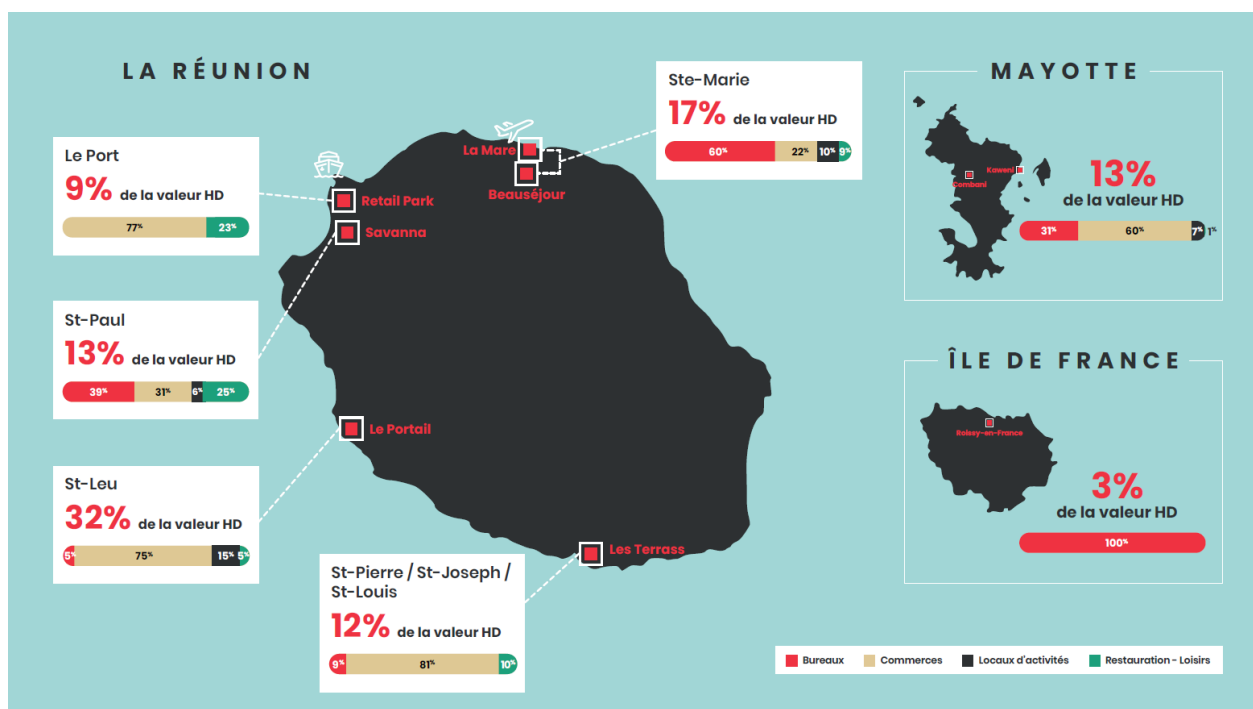 LA RÉUNION
Ste-Marie
17% de la valeur HD
60% 22% 10% 9%
Le Port
9% de la valeur HD
77% 23%
St-Paul
13% de la valeur HD
39% 31% 6% 25%
St-Leu
32% de la valeur HD
5% 75% 15% 5%
St-Pierre / St-Joseph /
St-Louis
12% de la valeur HD
9% 81% 10%
La Mare
Beauséjour
Retail Park
Savanna
Le Portail
Les Terrass
MAYOTTE
Kaweni
Combani
13%
de la valeur HD
31% 60% 7% 1%
ÎLE DE FRANCE
Roissy-en-France
3%
de la valeur HD
100%
Bureaux Commerces Locaux d'activités Restauration - Loisirs